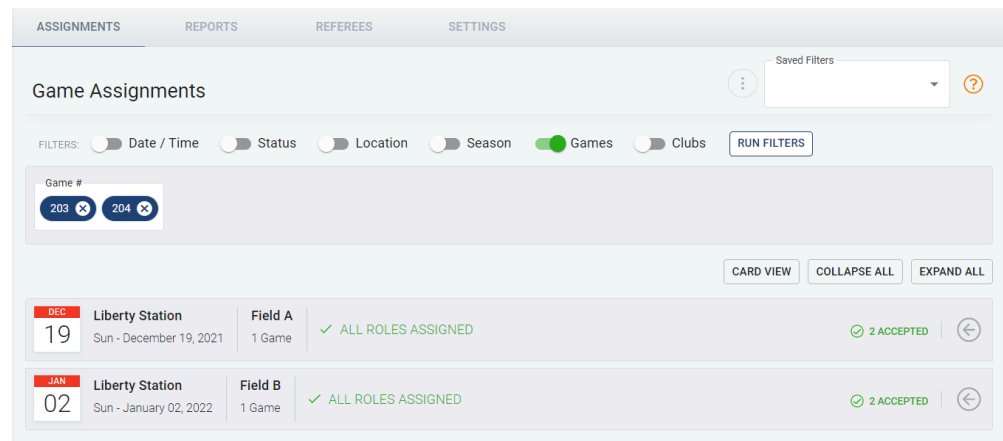 ASSIGNMENTS REPORTS REFEREES SETTINGS
Saved Filters
Game Assignments
FILTERS: Date / Time Status Location Season Games Clubs RUN FILTERS
Game #
203 204
CARD VIEW COLLAPSE ALL EXPAND ALL
DEC
19
Liberty Station
Sun - December 19, 2021
Field A
1 Game
ALL ROLES ASSIGNED
2 ACCEPTED
JAN
02
Liberty Station
Sun - January 02, 2022
Field B
1 Game
ALL ROLES ASSIGNED
2 ACCEPTED